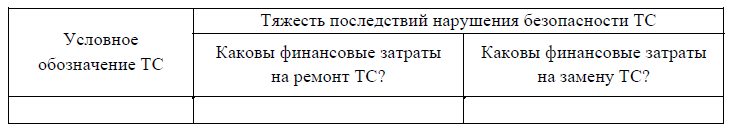 Условное
обозначение ТС
Тяжесть последствий нарушения безопасности ТС
Каковы финансовые затраты
на ремонт ТС?
Каковы финансовые затраты
на замену ТС?